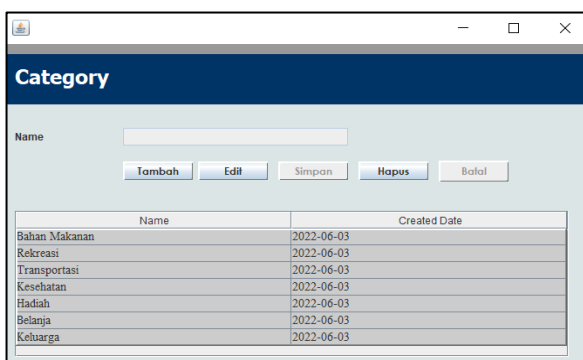 Category
Name
Tambah Edit Simpan Hapus Batal
Name Created Date
Bahan Makanan 2022-06-03
Rekreasi 2022-06-03
Transportasi 2022-06-03
Kesehatan 2022-06-03
Hadiah 2022-06-03
Belanja 2022-06-03
Keluarga 2022-06-03